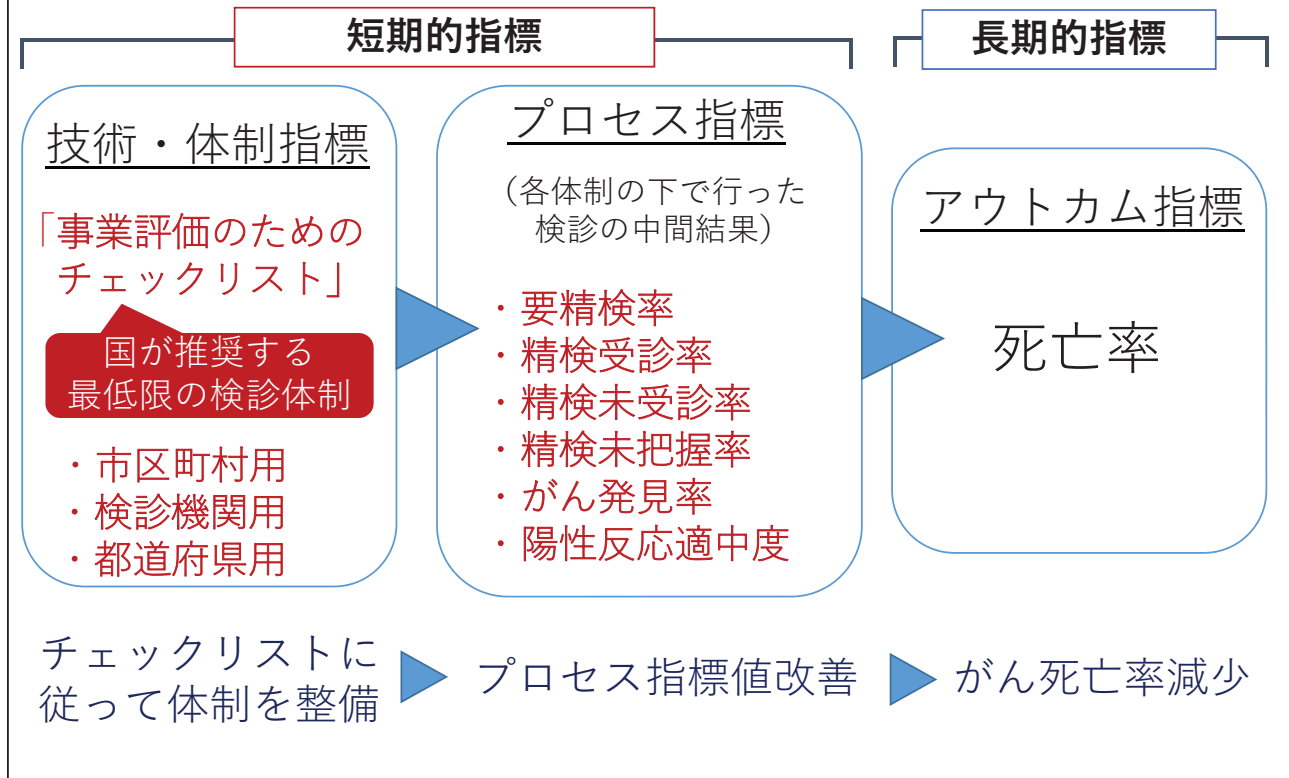 短期的指標
長期的指標
技術・体制指標
「事業評価のための
チェックリスト」
国が推奨する
最低限の検診体制
・市区町村用
・検診機関用
・都道府県用
プロセス指標
（各体制の下で行った
検診の中間結果）
・要精検率
・精検受診率
・精検未受診率
・精検未把握率
・がん発見率
・陽性反応適中度
アウトカム指標
死亡率
チェックリストに
従って体制を整備
プロセス指標値改善
がん死亡率減少